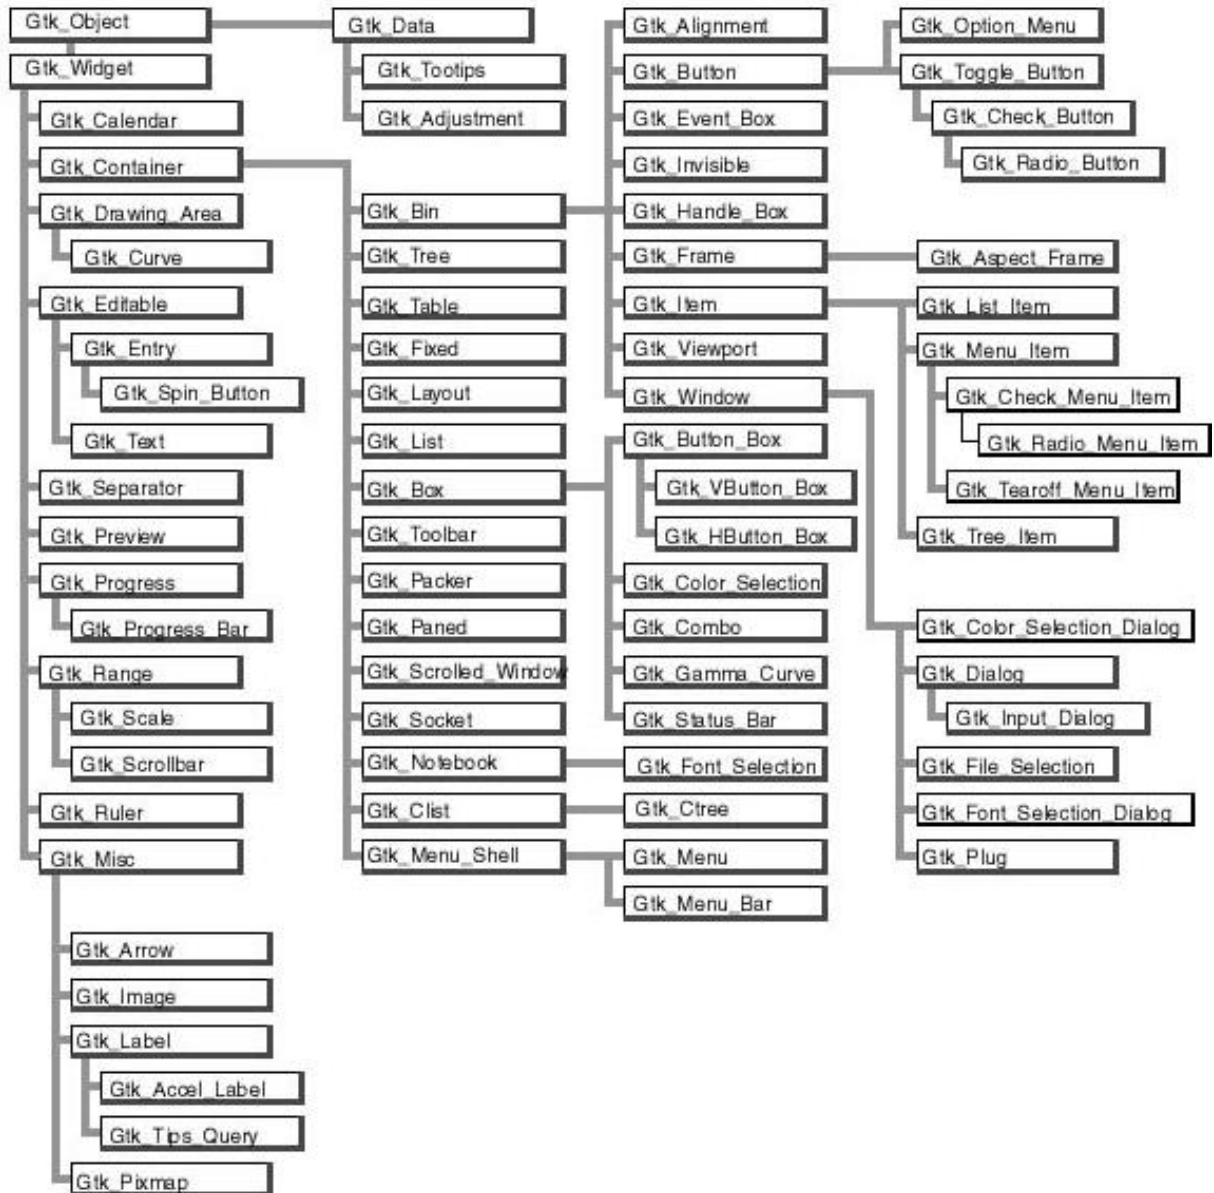 Gtk_Object
Gtk_Widget
Gtk_Calendar
Gtk_Container
Gtk_Drawing_Area
Gtk_Curve
Gtk_Editable
Gtk_Entry
Gtk_Spin_Button
Gtk_Text
Gtk_Separator
Gtk_Preview
Gtk_Progress
Gtk_Progress_Bar
Gtk_Range
Gtk_Scale
Gtk_Scrollbar
Gtk_Ruler
Gtk_Misc
Gtk_Arrow
Gtk_Image
Gtk_Label
Gtk_Accel_Label
Gtk_Tips_Query
Gtk_Pixmap
Gtk_Data
Gtk_Tootips
Gtk_Adjustment
Gtk_Bin
Gtk_Tree
Gtk_Table
Gtk_Fixed
Gtk_Layout
Gtk_List
Gtk_Box
Gtk_Toolbar
Gtk_Packer
Gtk_Paned
Gtk_Scrolled_Window
Gtk_Socket
Gtk_Notebook
Gtk_Clist
Gtk_Menu_Shell
Gtk_Alignment
Gtk_Button
Gtk_Event_Box
Gtk_Invisible
Gtk_Handle_Box
Gtk_Frame
Gtk_Item
Gtk_Viewport
Gtk_Window
Gtk_Button_Box
Gtk_VButton_Box
Gtk_HButton_Box
Gtk_Color_Selection
Gtk_Combo
Gtk_Gamma_Curve
Gtk_Status_Bar
Gtk_Font_Selection
Gtk_Ctree
Gtk_Menu
Gtk_Menu_Bar
Gtk_Option_Menu
Gtk_Toggle_Button
Gtk_Check_Button
Gtk_Radio_Button
Gtk_Aspect_Frame
Gtk_List_Item
Gtk_Menu_Item
Gtk_Check_Menu_Item
Gtk_Radio_Menu_Item
Gtk_Tearoff_Menu_Item
Gtk_Tree_Item
Gtk_Color_Selection_Dialog
Gtk_Dialog
Gtk_Input_Dialog
Gtk_File_Selection
Gtk_Font_Selection_Dialog
Gtk_Plug